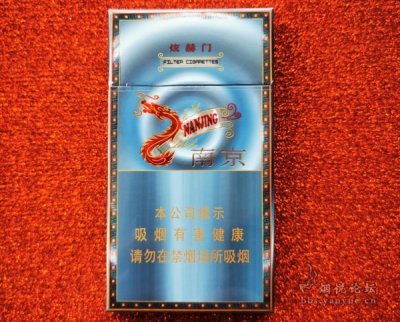 炫赫门
FILTER CIGARETTES
NANJING
南京
本公司提示
吸烟有害健康
请勿在禁烟场所吸烟
烟悦论坛
bbs.yanyue.cn